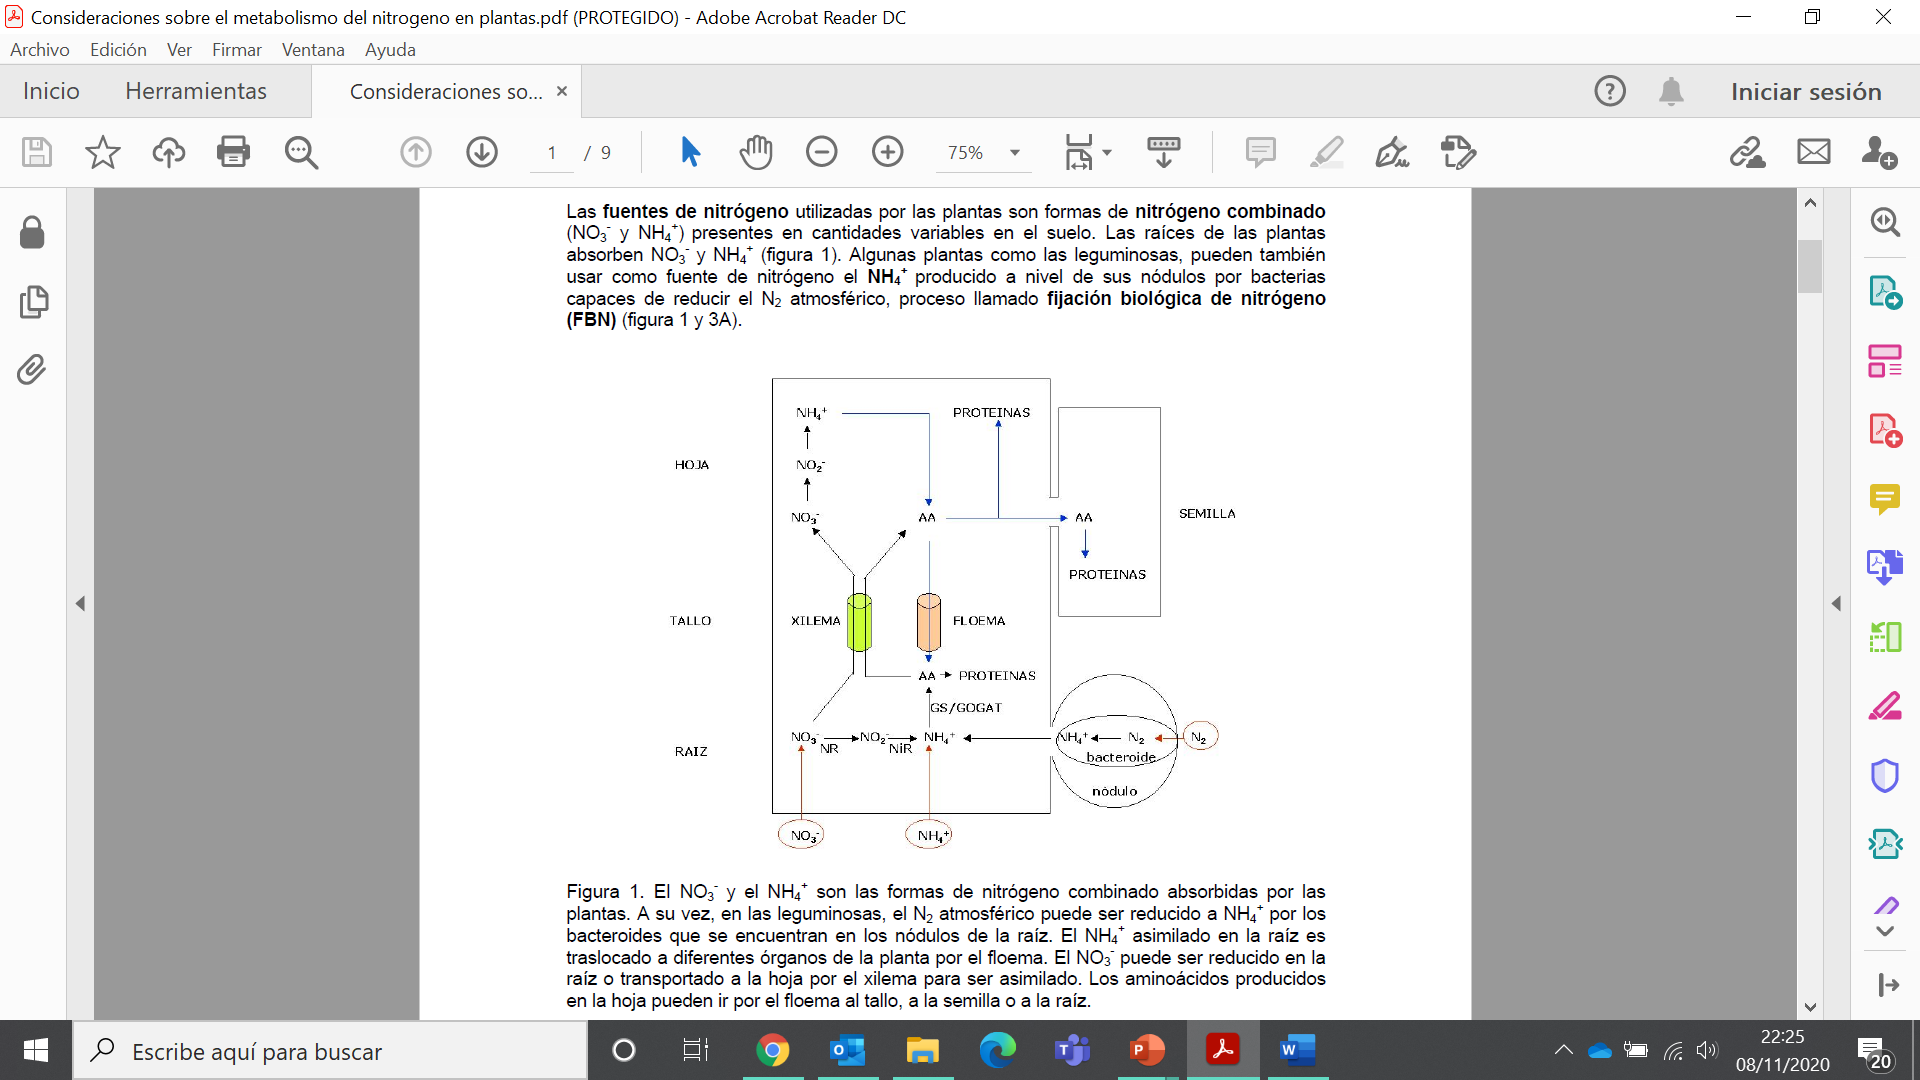 Consideraciones sobre el metabolismo del nitrogeno en plantas.pdf (PROTEGIDO) - Adobe Acrobat Reader DC
Archivo Edición Ver Firmar Ventana Ayuda
Inicio Herramientas Consideraciones so... × Iniciar sesión
1 / 9 75%
Las fuentes de nitrógeno utilizadas por las plantas son formas de nitrógeno combinado
(NO₃⁻ y NH₄⁺) presentes en cantidades variables en el suelo. Las raíces de las plantas
absorben NO₃⁻ y NH₄⁺ (figura 1). Algunas plantas como las leguminosas, pueden también
usar como fuente de nitrógeno el NH₄⁺ producido a nivel de sus nódulos por bacterias
capaces de reducir el N₂ atmosférico, proceso llamado fijación biológica de nitrógeno
(FBN) (figura 1 y 3A).
NH₄⁺ PROTEINAS
HOJA NO₂⁻
NO₃⁻ AA AA SEMILLA
PROTEINAS
TALLO XILEMA FLOEMA
AA PROTEINAS
GS/GOGAT
NO₃⁻ NO₂⁻ NH₄⁺ NH₄⁺ N₂ N₂
RAIZ NR NiR bacteroide
nódulo
NO₃⁻ NH₄⁺
Figura 1. El NO₃⁻ y el NH₄⁺ son las formas de nitrógeno combinado absorbidas por las
plantas. A su vez, en las leguminosas, el N₂ atmosférico puede ser reducido a NH₄⁺ por los
bacteroides que se encuentran en los nódulos de la raíz. El NH₄⁺ asimilado en la raíz es
traslocado a diferentes órganos de la planta por el floema. El NO₃⁻ puede ser reducido en la
raíz o transportado a la hoja por el xilema para ser asimilado. Los aminoácidos producidos
en la hoja pueden ir por el floema al tallo, a la semilla o a la raíz.
Escribe aquí para buscar
22:25
08/11/2020
20